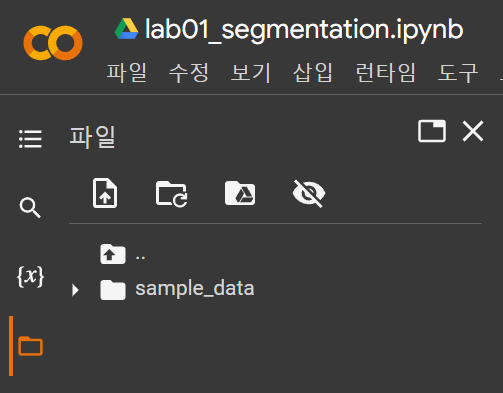 lab01_segmentation.ipynb
파일 수정 보기 삽입 런타임 도구
파일
{x}
..
sample_data